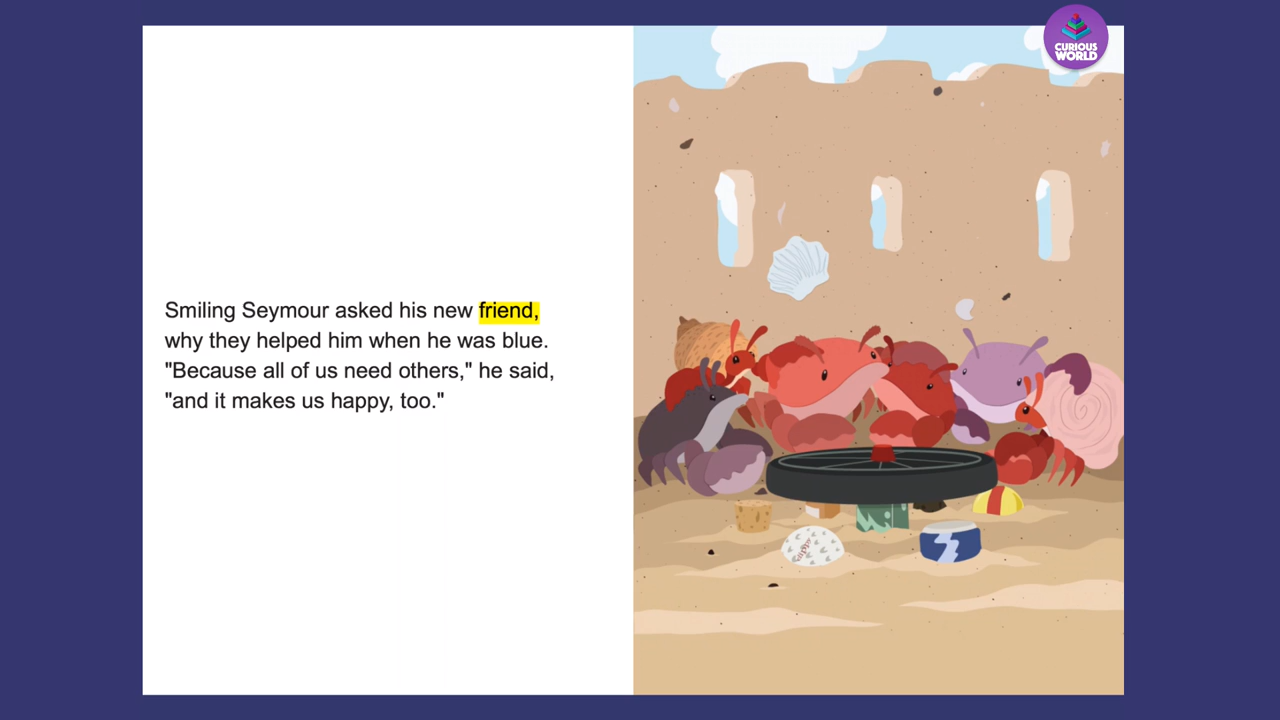 CURIOUS
WORLD
Smiling Seymour asked his new friend,
why they helped him when he was blue.
"Because all of us need others," he said,
"and it makes us happy, too."